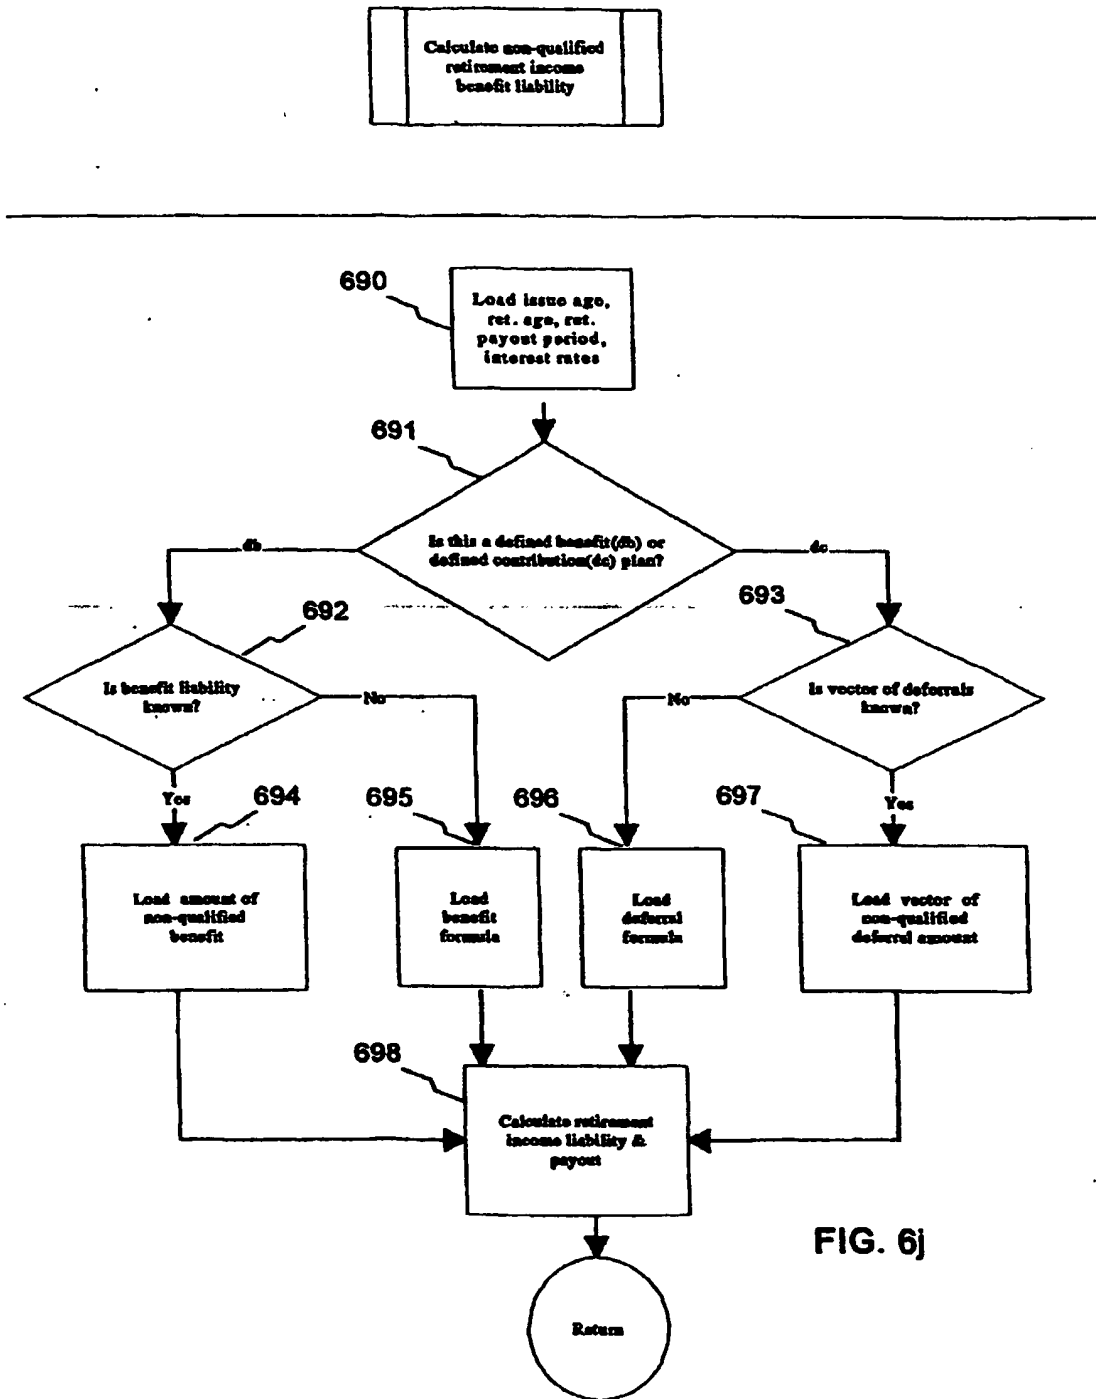 Calculate non-qualified
retirement income
benefit liability
690
Load issue age,
ret. age, ret.
payout period,
interest rates
691
Is this a defined benefit(db) or
defined contribution(dc) plan?
db
dc
692
693
Is benefit liability
known?
No
Is vector of deferrals
known?
No
Yes
Yes
694
695
696
697
Load amount of
non-qualified
benefit
Load
benefit
formula
Load
deferral
formula
Load vector of
non-qualified
deferral amount
698
Calculate retirement
income liability &
payout
FIG. 6j
Return